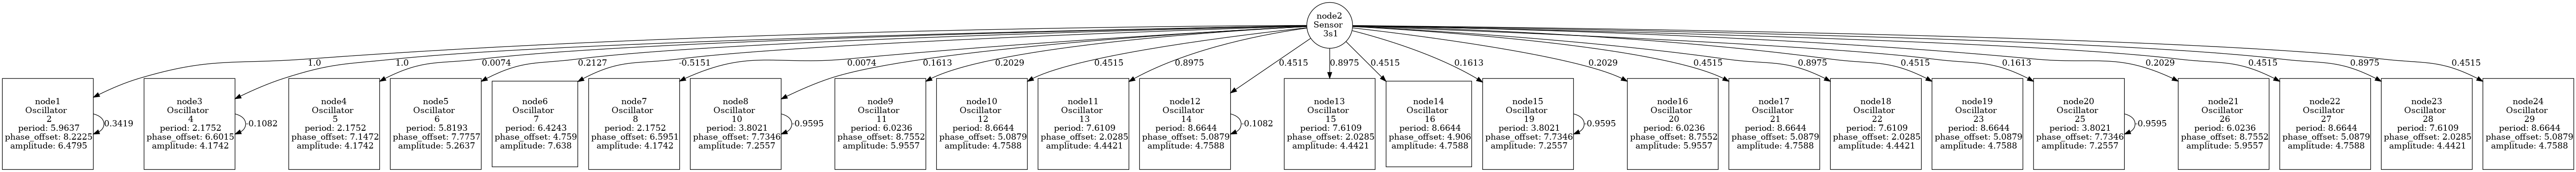 node2
Sensor
3s1
1.0
1.0
0.0074
0.2127
-0.5151
0.0074
0.1613
0.2029
0.4515
0.8975
0.4515
0.8975
0.4515
0.1613
0.2029
0.4515
0.8975
0.4515
0.1613
0.2029
0.4515
0.8975
0.4515
node1
Oscillator
2
period: 5.9637
phase_offset: 8.2225
amplitude: 6.4795
0.3419
node3
Oscillator
4
period: 2.1752
phase_offset: 6.6015
amplitude: 4.1742
-0.1082
node4
Oscillator
5
period: 2.1752
phase_offset: 7.1472
amplitude: 4.1742
node5
Oscillator
6
period: 5.8193
phase_offset: 7.7757
amplitude: 5.2637
node6
Oscillator
7
period: 6.4243
phase_offset: 4.759
amplitude: 7.638
node7
Oscillator
8
period: 2.1752
phase_offset: 6.5951
amplitude: 4.1742
node8
Oscillator
10
period: 3.8021
phase_offset: 7.7346
amplitude: 7.2557
-0.9595
node9
Oscillator
11
period: 6.0236
phase_offset: 8.7552
amplitude: 5.9557
node10
Oscillator
12
period: 8.6644
phase_offset: 5.0879
amplitude: 4.7588
node11
Oscillator
13
period: 7.6109
phase_offset: 2.0285
amplitude: 4.4421
node12
Oscillator
14
period: 8.6644
phase_offset: 5.0879
amplitude: 4.7588
-0.1082
node13
Oscillator
15
period: 7.6109
phase_offset: 2.0285
amplitude: 4.4421
node14
Oscillator
16
period: 8.6644
phase_offset: 4.906
amplitude: 4.7588
node15
Oscillator
19
period: 3.8021
phase_offset: 7.7346
amplitude: 7.2557
-0.9595
node16
Oscillator
20
period: 6.0236
phase_offset: 8.7552
amplitude: 5.9557
node17
Oscillator
21
period: 8.6644
phase_offset: 5.0879
amplitude: 4.7588
node18
Oscillator
22
period: 7.6109
phase_offset: 2.0285
amplitude: 4.4421
node19
Oscillator
23
period: 8.6644
phase_offset: 5.0879
amplitude: 4.7588
node20
Oscillator
25
period: 3.8021
phase_offset: 7.7346
amplitude: 7.2557
-0.9595
node21
Oscillator
26
period: 6.0236
phase_offset: 8.7552
amplitude: 5.9557
node22
Oscillator
27
period: 8.6644
phase_offset: 5.0879
amplitude: 4.7588
node23
Oscillator
28
period: 7.6109
phase_offset: 2.0285
amplitude: 4.4421
node24
Oscillator
29
period: 8.6644
phase_offset: 5.0879
amplitude: 4.7588